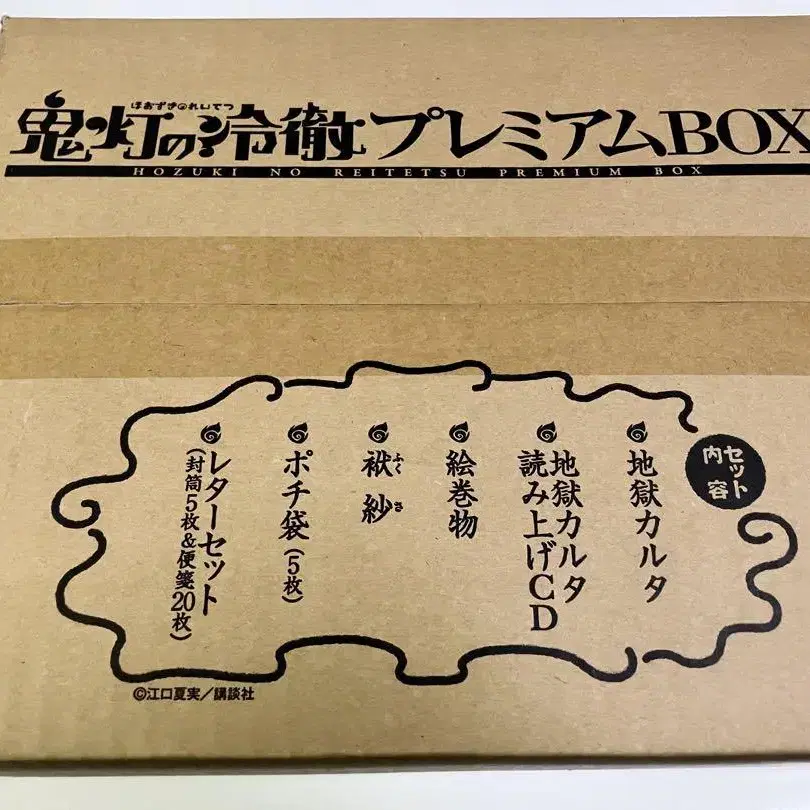 ほおずきのれいてつ
鬼灯の冷徹プレミアムBOX
HOZUKI NO REITETSU PREMIUM BOX
セット
内容
地獄カルタ
地獄カルタ
読み上げCD
絵巻物
袱紗
ふくさ
ポチ袋(5枚)
レターセット
(封筒5枚&便箋20枚)
©江口夏実/講談社